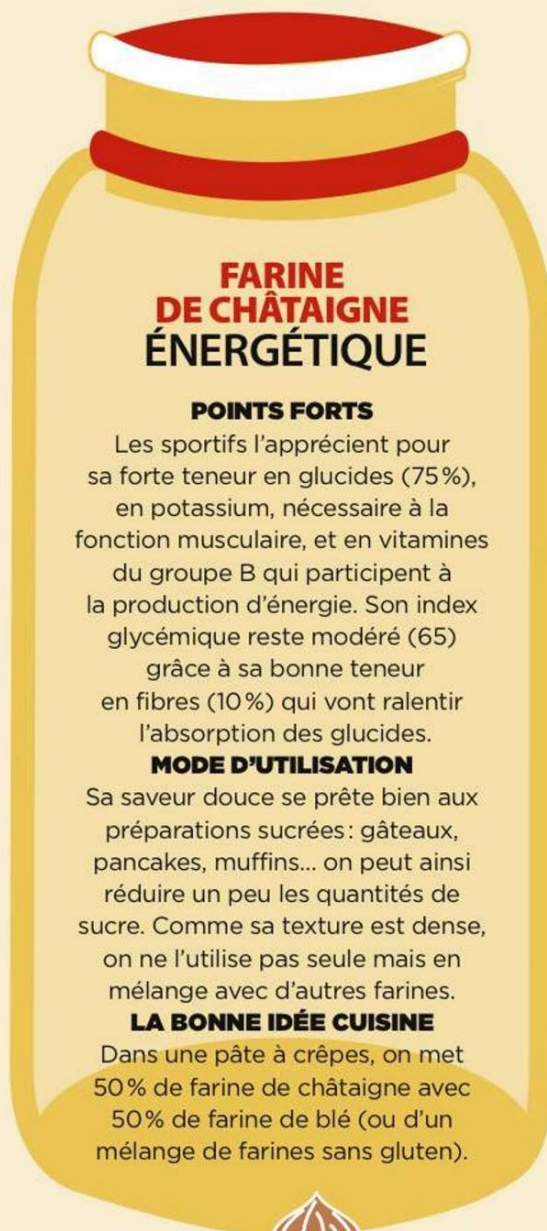 FARINE
DE CHÂTAIGNE
ÉNERGÉTIQUE
POINTS FORTS
Les sportifs l’apprécient pour
sa forte teneur en glucides (75 %),
en potassium, nécessaire à la
fonction musculaire, et en vitamines
du groupe B qui participent à
la production d’énergie. Son index
glycémique reste modéré (65)
grâce à sa bonne teneur
en fibres (10 %) qui vont ralentir
l’absorption des glucides.
MODE D’UTILISATION
Sa saveur douce se prête bien aux
préparations sucrées : gâteaux,
pancakes, muffins... on peut ainsi
réduire un peu les quantités de
sucre. Comme sa texture est dense,
on ne l’utilise pas seule mais en
mélange avec d’autres farines.
LA BONNE IDÉE CUISINE
Dans une pâte à crêpes, on met
50 % de farine de châtaigne avec
50 % de farine de blé (ou d’un
mélange de farines sans gluten).